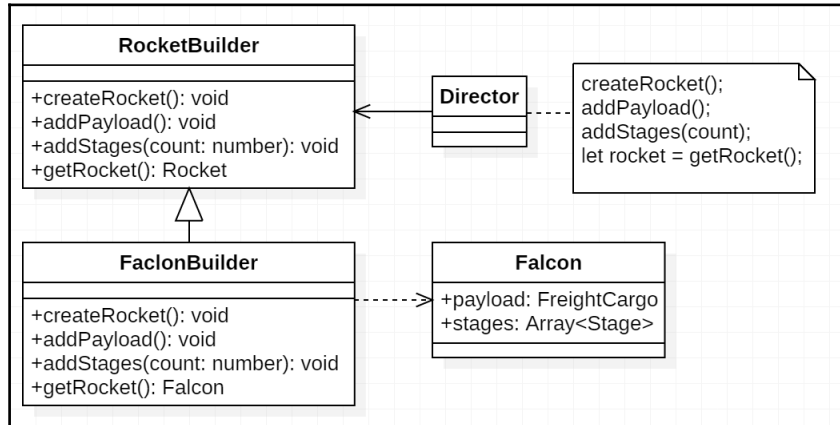 RocketBuilder
+createRocket(): void
+addPayload(): void
+addStages(count: number): void
+getRocket(): Rocket
Director
createRocket();
addPayload();
addStages(count);
let rocket = getRocket();
FaclonBuilder
+createRocket(): void
+addPayload(): void
+addStages(count: number): void
+getRocket(): Falcon
Falcon
+payload: FreightCargo
+stages: Array<Stage>